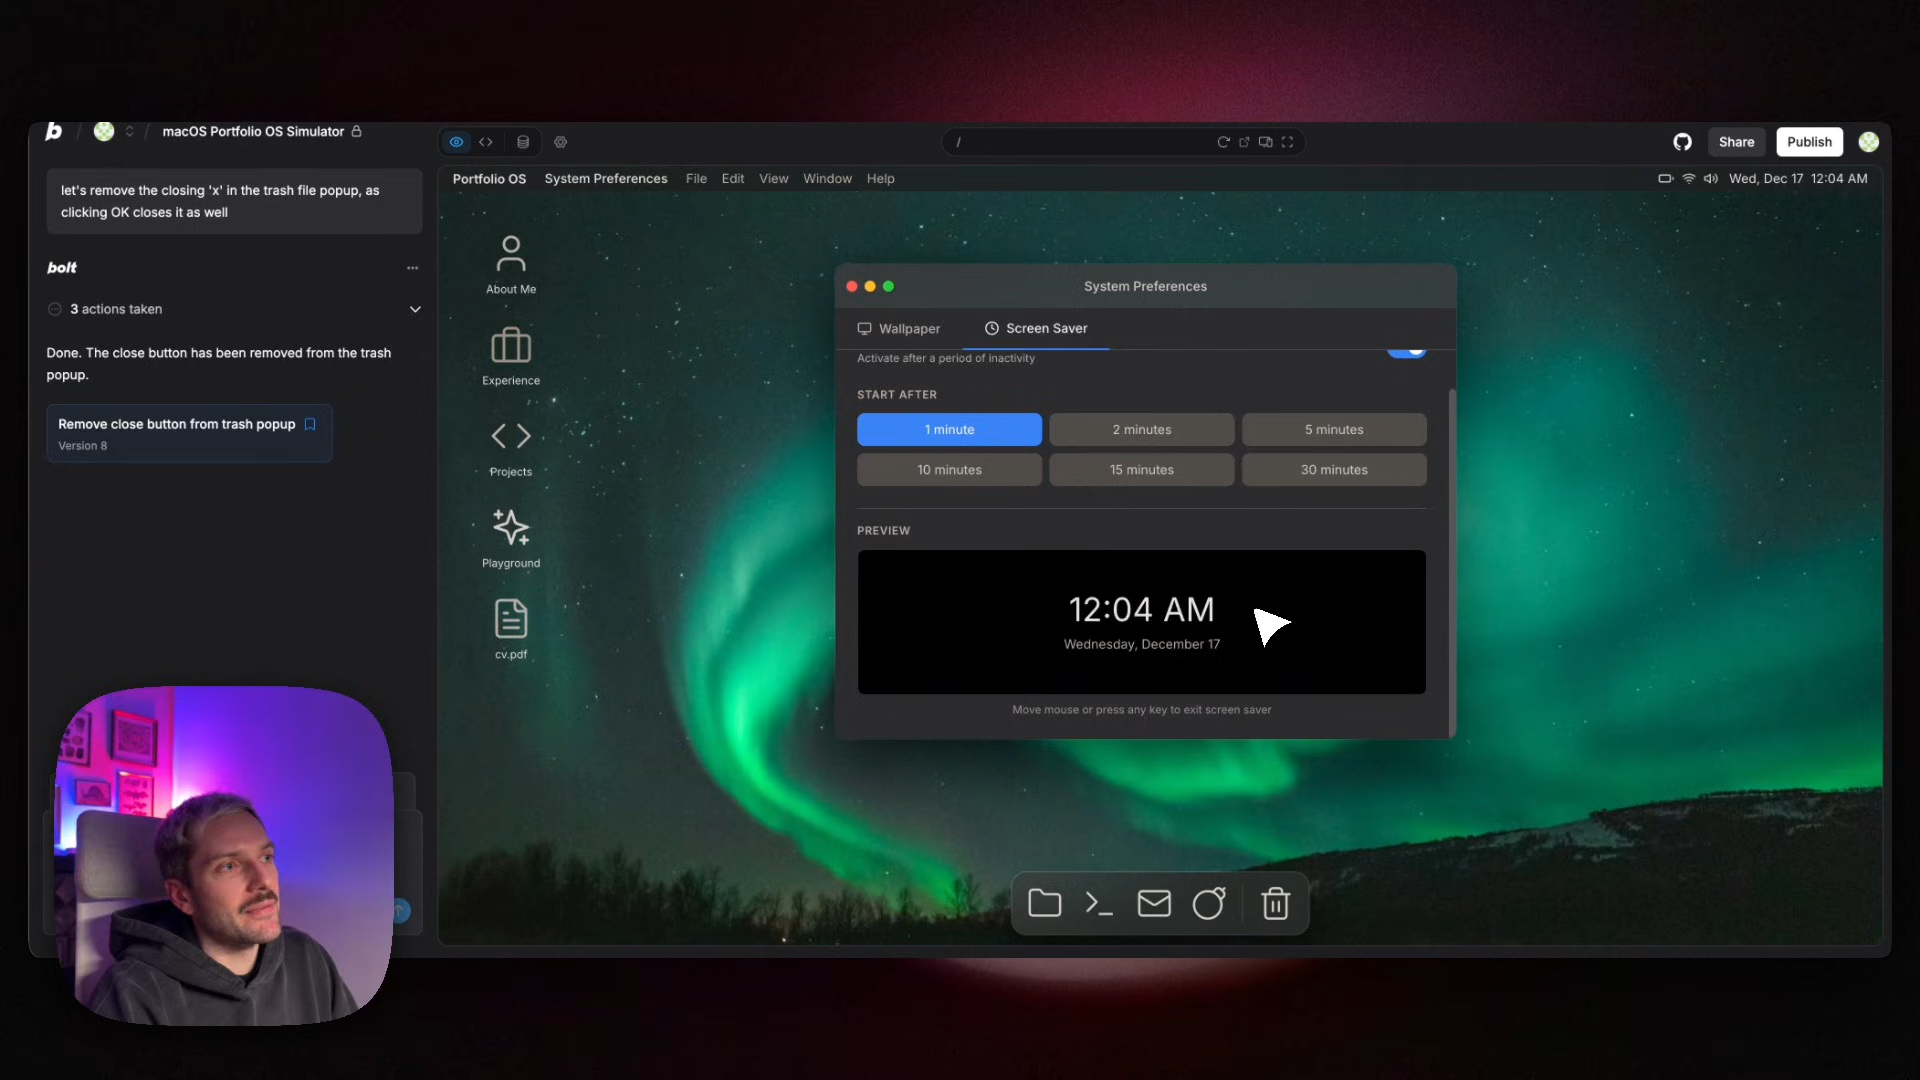 b / / macOS Portfolio OS Simulator
/
Share
Publish
let's remove the closing 'x' in the trash file popup, as
clicking OK closes it as well
bolt
3 actions taken
Done. The close button has been removed from the trash
popup.
Remove close button from trash popup
Version 8
Portfolio OS System Preferences File Edit View Window Help
Wed, Dec 17 12:04 AM
About Me
Experience
Projects
Playground
cv.pdf
System Preferences
Wallpaper
Screen Saver
Activate after a period of inactivity
START AFTER
1 minute
2 minutes
5 minutes
10 minutes
15 minutes
30 minutes
PREVIEW
12:04 AM
Wednesday, December 17
Move mouse or press any key to exit screen saver